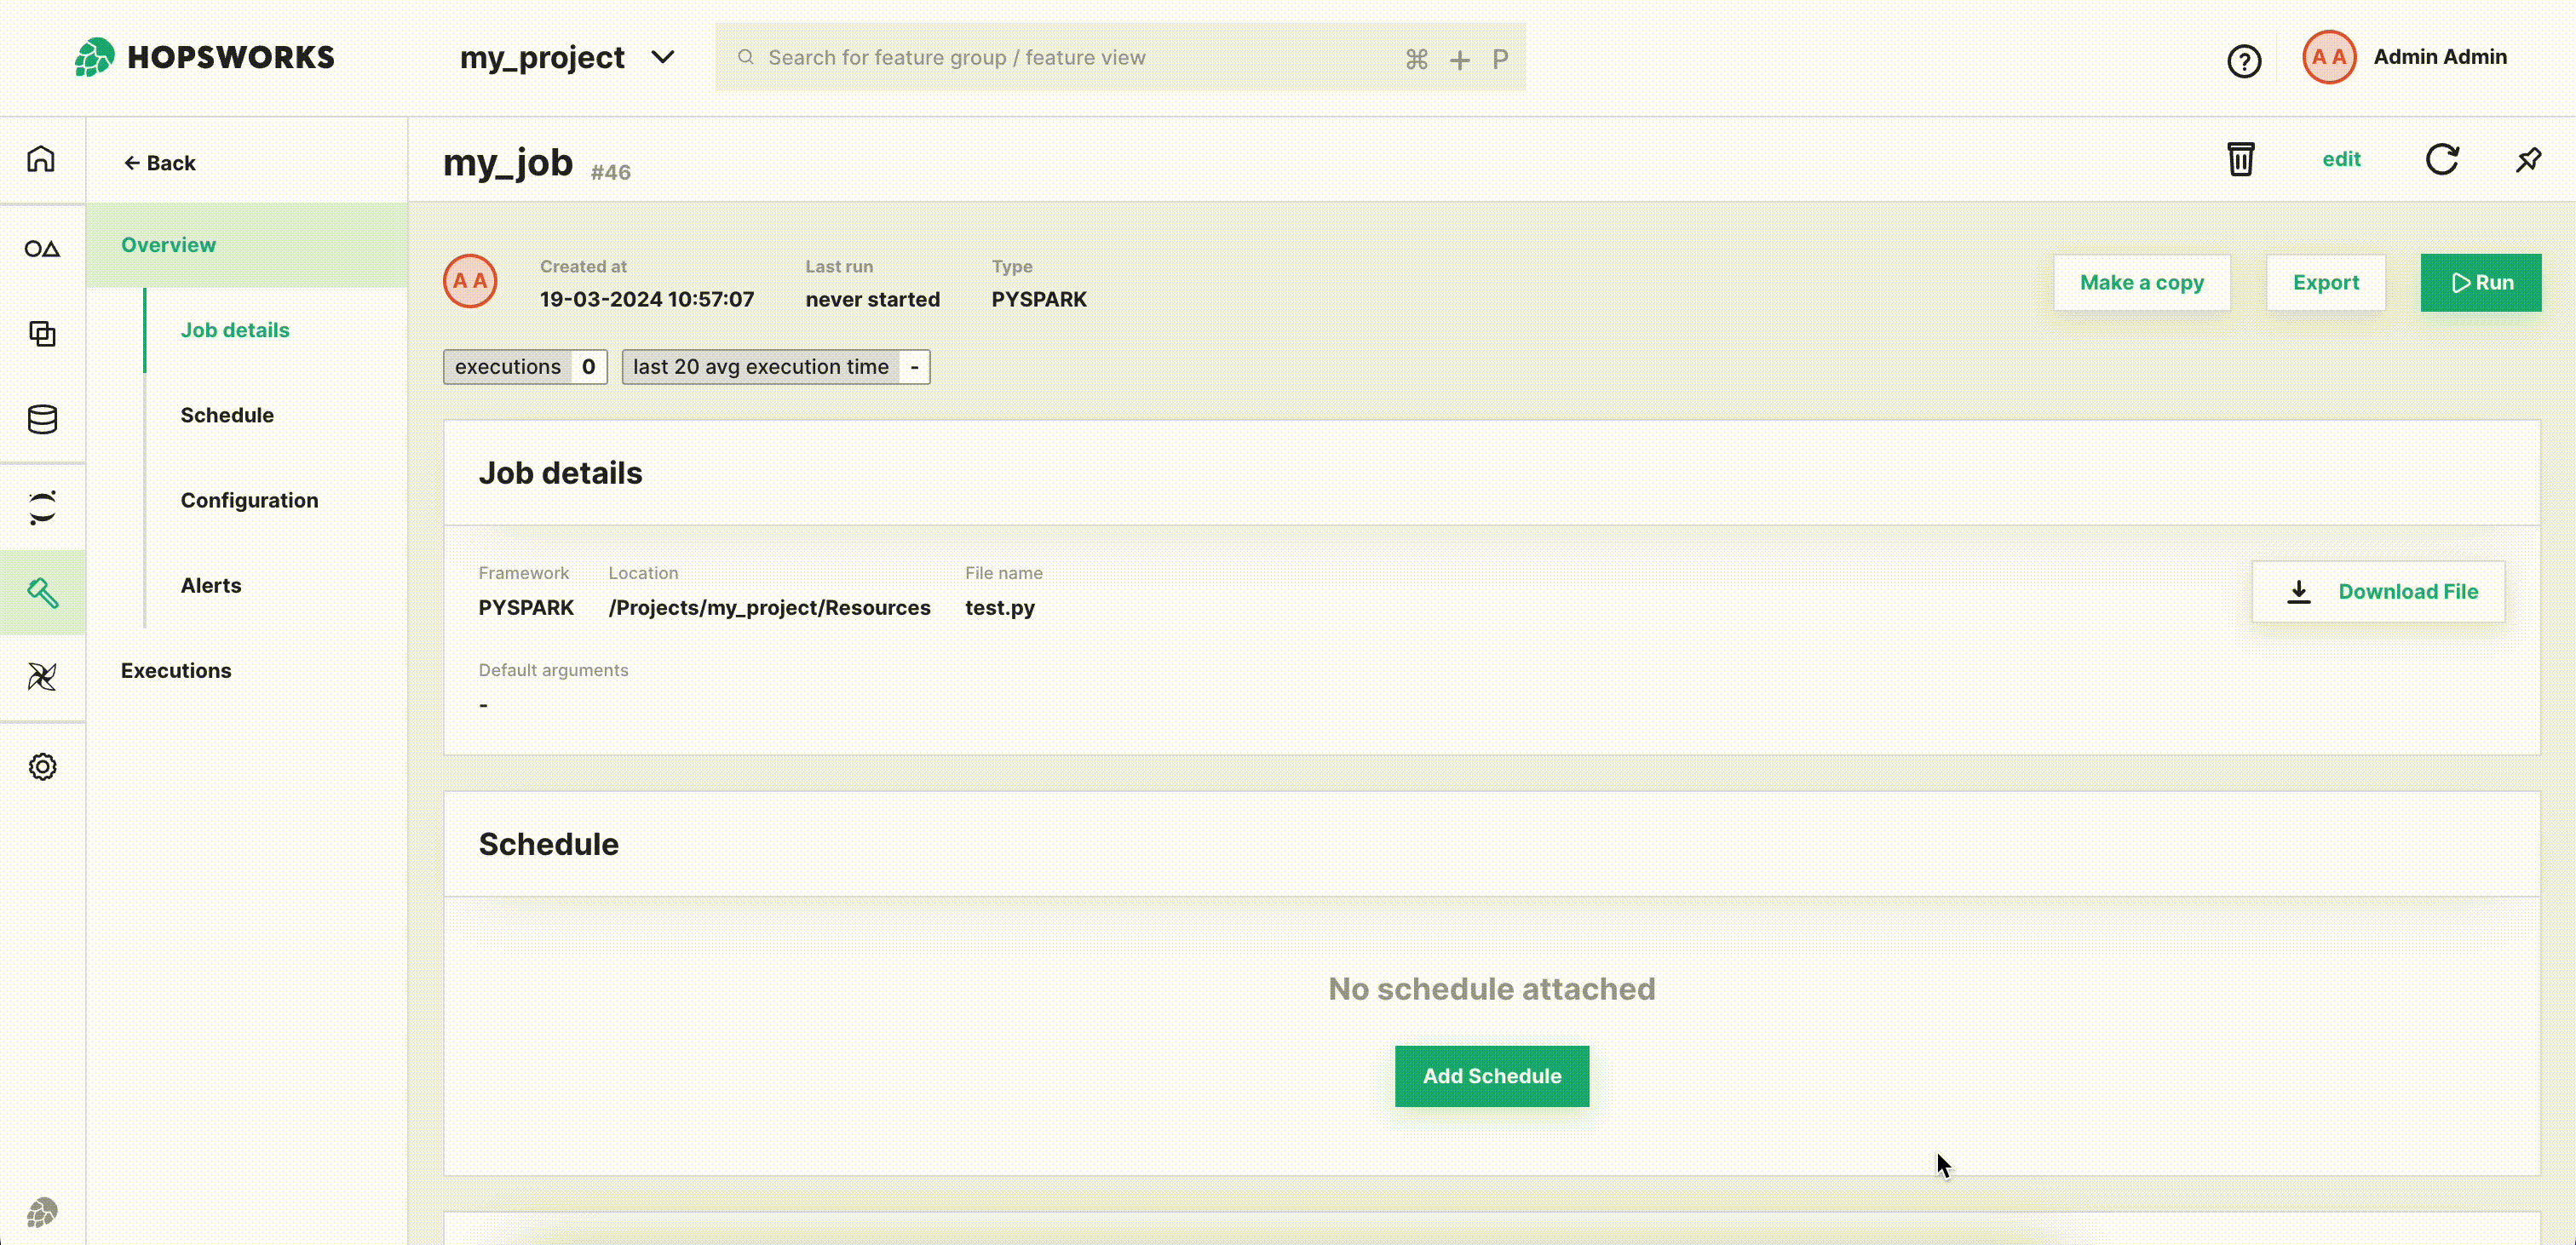 HOPSWORKS
my_project
Search for feature group / feature view
⌘ + P
?
A A
Admin Admin
← Back
my_job #46
edit
Overview
Job details
Schedule
Configuration
Alerts
Executions
A A
Created at
19-03-2024 10:57:07
Last run
never started
Type
PYSPARK
Make a copy
Export
Run
executions 0
last 20 avg execution time -
Job details
Framework
PYSPARK
Location
/Projects/my_project/Resources
File name
test.py
Download File
Default arguments
-
Schedule
No schedule attached
Add Schedule